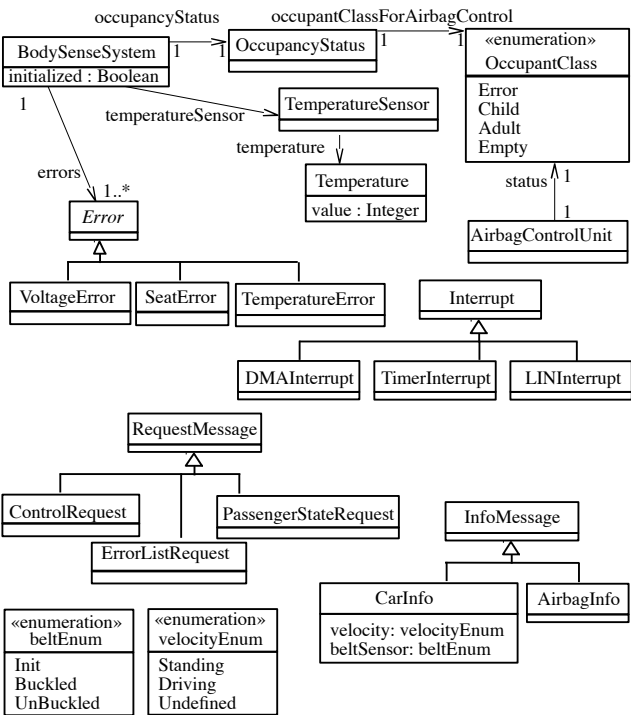 occupancyStatus
occupantClassForAirbagControl
BodySenseSystem
initialized : Boolean
1
1
OccupancyStatus
1
1
«enumeration»
OccupantClass
Error
Child
Adult
Empty
1
temperatureSensor
TemperatureSensor
temperature
Temperature
value : Integer
errors
1..*
Error
status
1
1
AirbagControlUnit
VoltageError
SeatError
TemperatureError
Interrupt
DMAInterrupt
TimerInterrupt
LINInterrupt
RequestMessage
ControlRequest
ErrorListRequest
PassengerStateRequest
InfoMessage
CarInfo
velocity: velocityEnum
beltSensor: beltEnum
AirbagInfo
«enumeration»
beltEnum
Init
Buckled
UnBuckled
«enumeration»
velocityEnum
Standing
Driving
Undefined